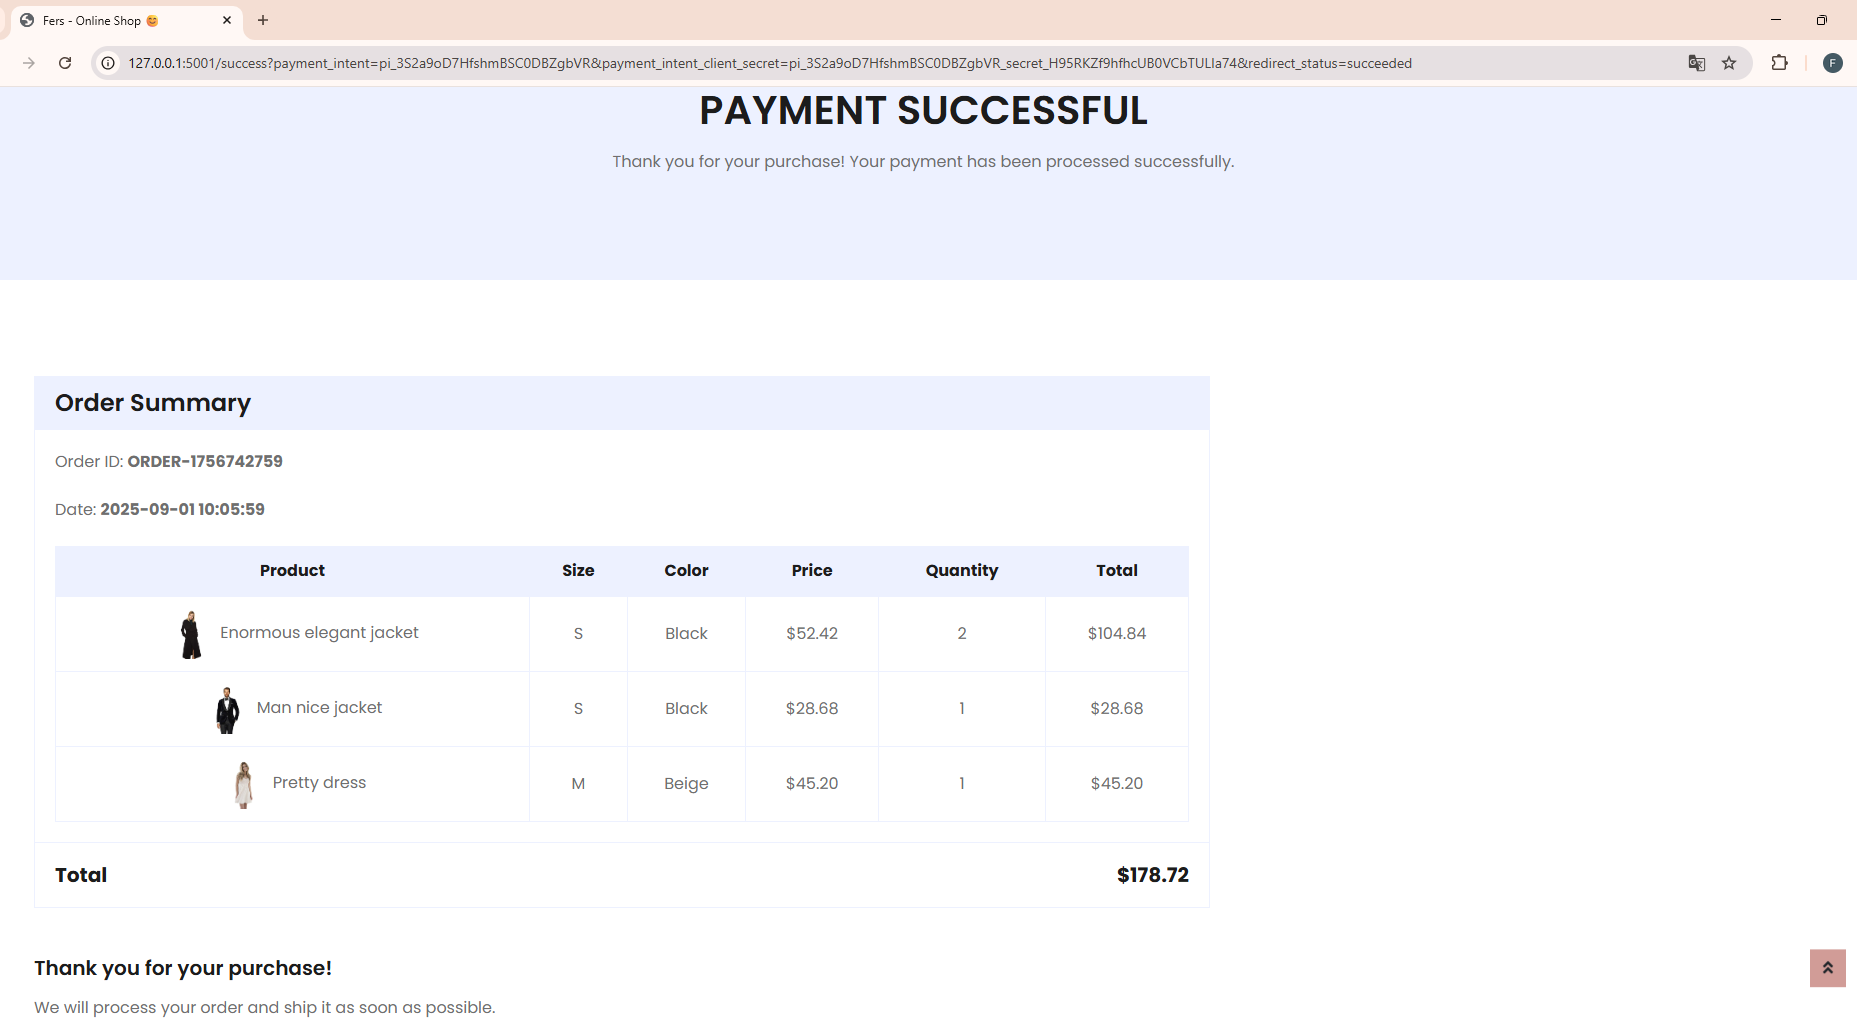 Fers - Online Shop 😊
127.0.0.1:5001/success?payment_intent=pi_3S2a9oD7HfshmBSC0DBZgbVR&payment_intent_client_secret=pi_3S2a9oD7HfshmBSC0DBZgbVR_secret_H95RKZf9hfhcUB0VCbTULIa74&redirect_status=succeeded
F
PAYMENT SUCCESSFUL
Thank you for your purchase! Your payment has been processed successfully.
Order Summary
Order ID: ORDER-1756742759
Date: 2025-09-01 10:05:59
Product Size Color Price Quantity Total
Enormous elegant jacket S Black $52.42 2 $104.84
Man nice jacket S Black $28.68 1 $28.68
Pretty dress M Beige $45.20 1 $45.20
Total $178.72
Thank you for your purchase!
We will process your order and ship it as soon as possible.